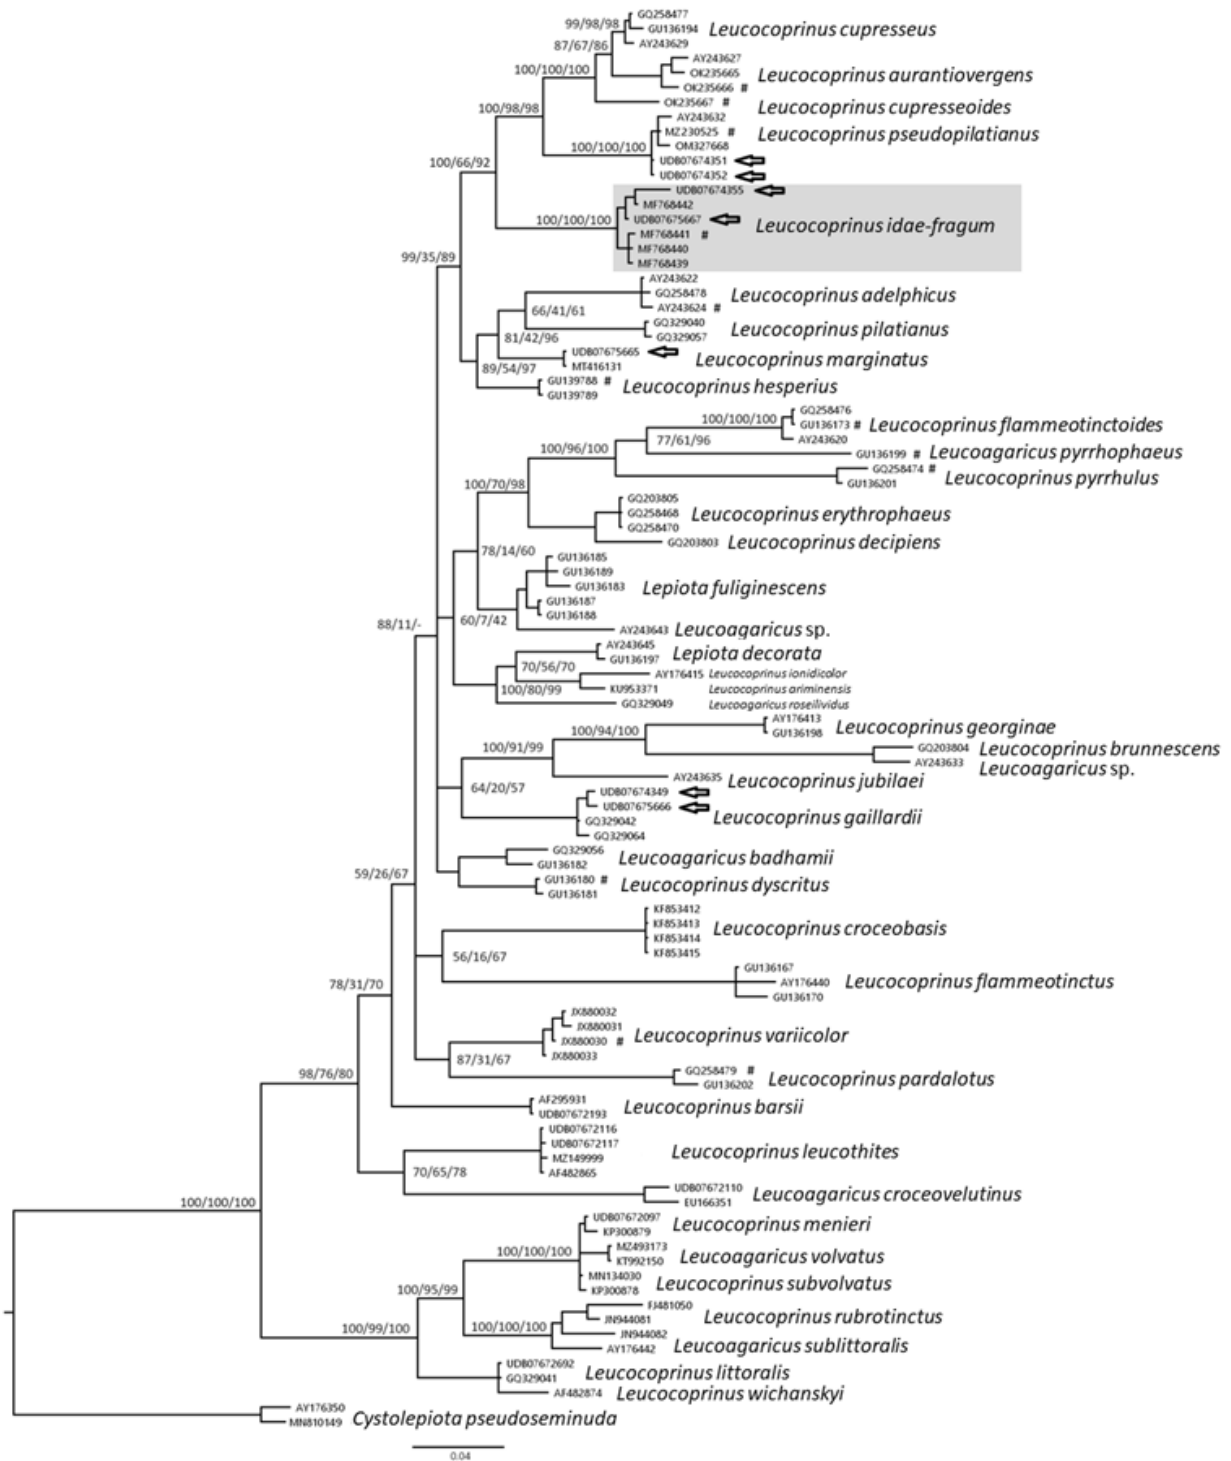 GQ258477
99/98/98
GU136194
Leucocoprinus cupresseus
AY243629
87/67/86
AY243627
100/100/100
OK235665
Leucocoprinus aurantiovergens
OK235666 #
OK235667 #
Leucocoprinus cupresseoides
100/98/98
AY243632
MZ230525 #
Leucocoprinus pseudopilatianus
OM327668
100/100/100
UDB07674351
100/66/92
UDB07674352
UDB07674355
MF768442
100/100/100
UDB07675667
Leucocoprinus idae-fragum
MF768441 #
MF768440
99/35/89
MF768439
AY243622
GQ258478
Leucocoprinus adelphicus
AY243624 #
66/41/61
GQ329040
Leucocoprinus pilatianus
GQ329057
81/42/96
UDB07675665
Leucocoprinus marginatus
MT416131
89/54/97
GU139788 #
Leucocoprinus hesperius
GU139789
GQ258476
100/100/100
GU136173 #
Leucocoprinus flammeotinctoides
AY243620
77/61/96
100/96/100
GU136199 #
Leucoagaricus pyrrhophaeus
GQ258474 #
Leucocoprinus pyrrhulus
GU136201
100/70/98
GQ203805
GQ258468
Leucocoprinus erythrophaeus
GQ258470
GQ203803
Leucocoprinus decipiens
78/14/60
GU136185
GU136189
GU136183
Lepiota fuliginescens
GU136187
GU136188
60/7/42
88/11/-
AY243643
Leucoagaricus sp.
AY243645
Lepiota decorata
GU136197
70/56/70
AY176415
Leucocoprinus ionidicolor
100/80/99
KU953371
Leucocoprinus ariminensis
GQ329049
Leucoagaricus roseilividus
AY176413
Leucocoprinus georginae
100/94/100
GU136198
100/91/99
GQ203804
Leucocoprinus brunnescens
AY243633
Leucoagaricus sp.
AY243635
Leucocoprinus jubilaei
64/20/57
UDB07674349
UDB07675666
Leucocoprinus gaillardii
GQ329042
GQ329064
GQ329056
Leucoagaricus badhamii
GU136182
59/26/67
GU136180 #
Leucocoprinus dyscritus
GU136181
KF853412
KF853413
Leucocoprinus croceobasis
KF853414
KF853415
56/16/67
GU136167
AY176440
Leucocoprinus flammeotinctus
GU136170
78/31/70
JX880032
JX880031
Leucocoprinus variicolor
JX880030 #
JX880033
87/31/67
98/76/80
GQ258479 #
Leucocoprinus pardalotus
GU136202
AF295931
Leucocoprinus barsii
UDB07672193
UDB07672116
UDB07672117
Leucocoprinus leucothites
MZ149999
AF482865
70/65/78
UDB07672110
Leucoagaricus croceovelutinus
EU166351
100/100/100
UDB07672097
Leucocoprinus menieri
KP300879
100/100/100
MZ493173
Leucoagaricus volvatus
KT992150
MN134030
Leucocoprinus subvolvatus
KP300878
100/95/99
FJ481050
Leucocoprinus rubrotinctus
JN944081
100/99/100
100/100/100
JN944082
AY176442
Leucoagaricus sublittoralis
UDB07672692
Leucocoprinus littoralis
GQ329041
AF482874
Leucocoprinus wichanskyi
AY176350
MN810149
Cystolepiota pseudoseminuda
0.04